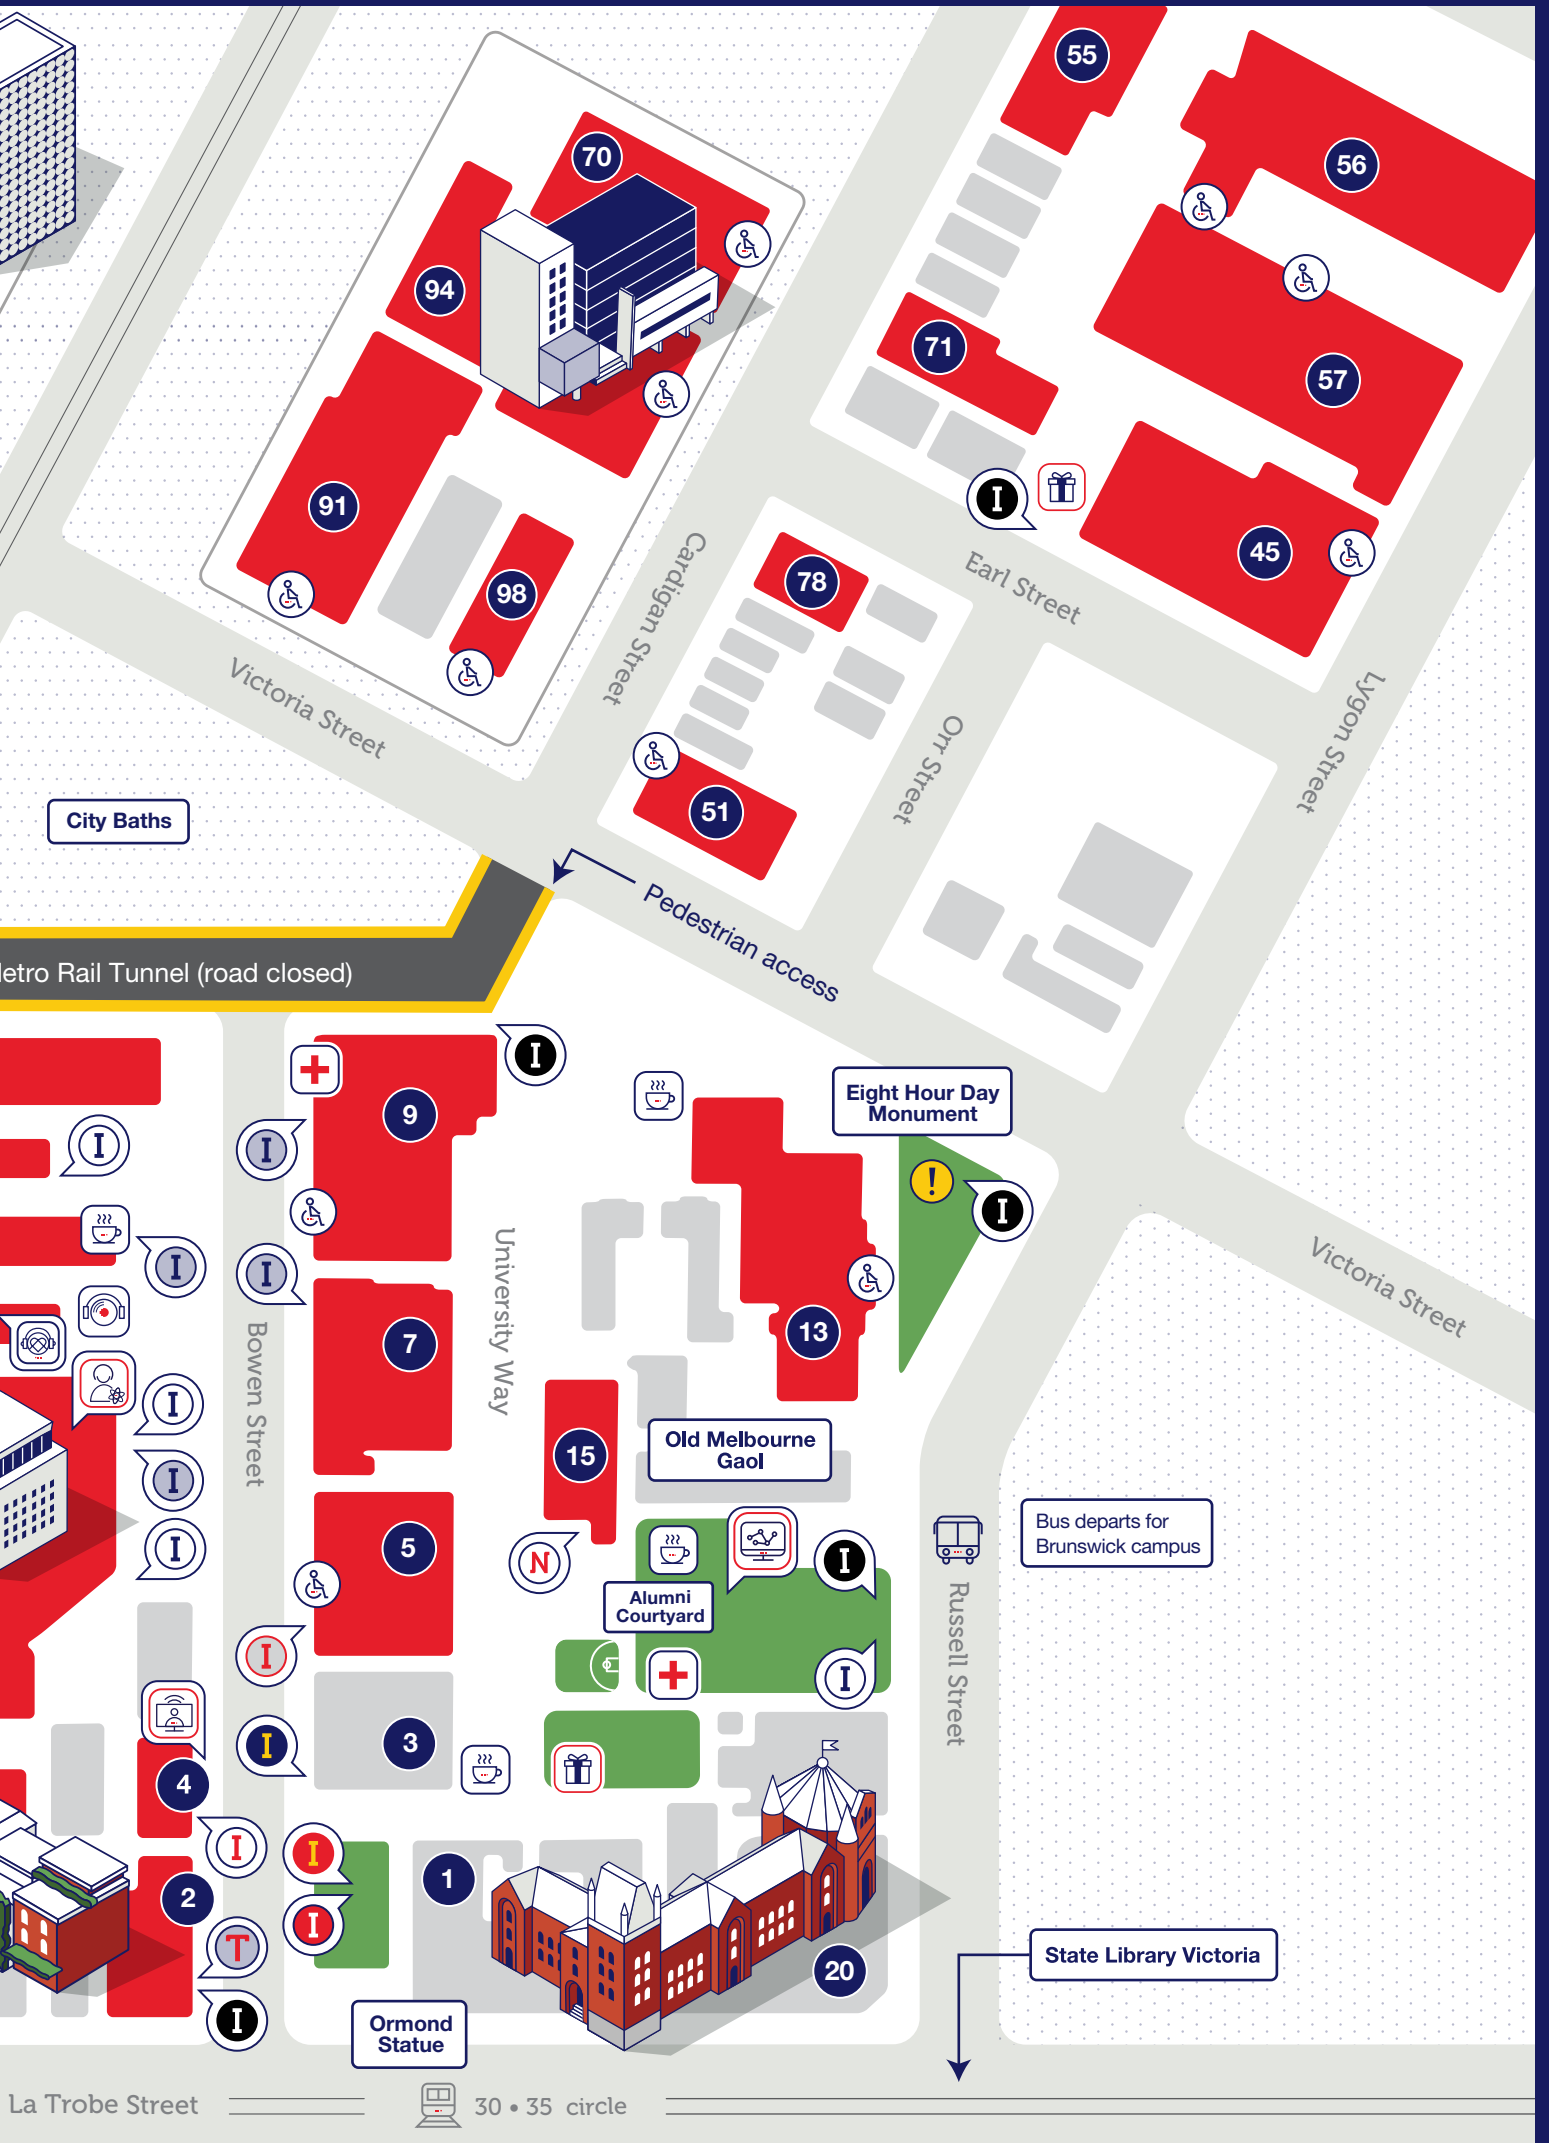 55
70
56
94
71
57
91
I
45
78
98
Earl Street
Cardigan Street
Victoria Street
Lygon Street
Orr Street
51
City Baths
Pedestrian access
etro Rail Tunnel (road closed)
I
9
Eight Hour Day
Monument
I
I
I
I
I
I
University Way
Victoria Street
Bowen Street
7
13
I
15
Old Melbourne
Gaol
I
I
5
N
I
Bus departs for
Brunswick campus
Alumni
Courtyard
Russell Street
I
I
I
3
4
I
I
1
2
I
T
20
State Library Victoria
I
Ormond
Statue
La Trobe Street
30 • 35 circle